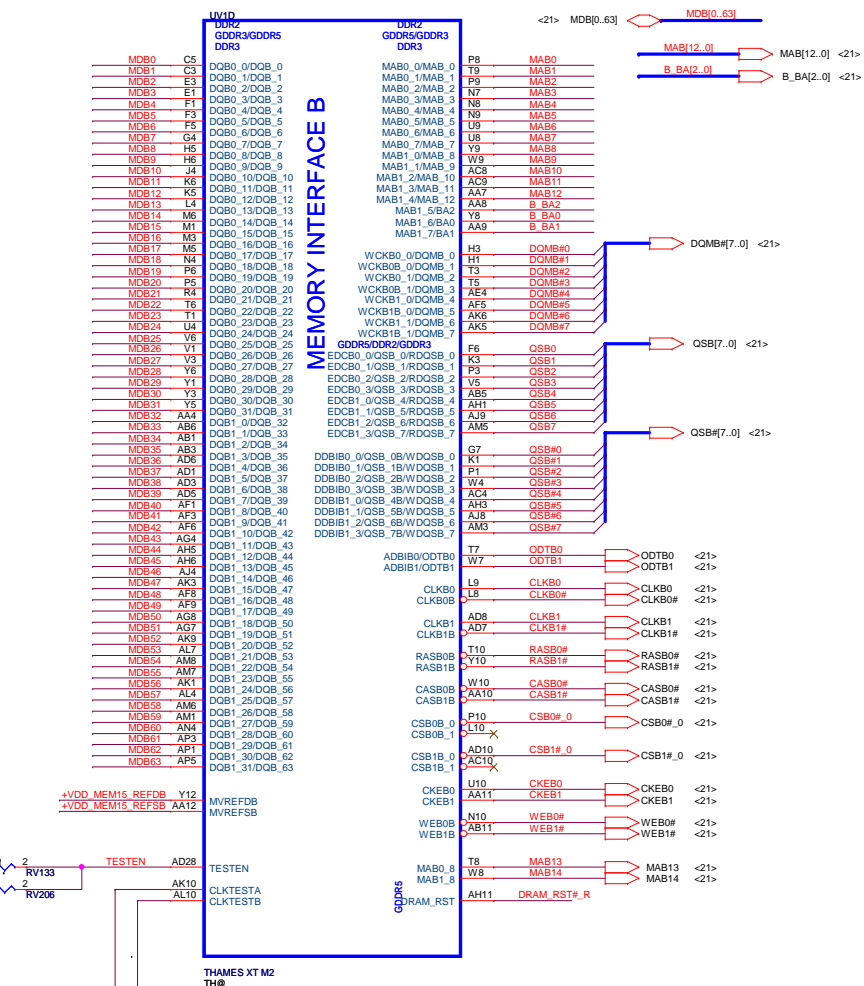 UV1D
DDR2
GDDR3/GDDR5
DDR3
DDR2
GDDR5/GDDR3
DDR3
<21> MDB[0..63] MDB[0..63]
MAB[12..0] MAB[12..0] <21>
B_BA[2..0] B_BA[2..0] <21>
MEMORY INTERFACE B
MDB0 C5 DQB0_0/DQB_0
MDB1 C3 DQB0_1/DQB_1
MDB2 E3 DQB0_2/DQB_2
MDB3 E1 DQB0_3/DQB_3
MDB4 F1 DQB0_4/DQB_4
MDB5 F3 DQB0_5/DQB_5
MDB6 F5 DQB0_6/DQB_6
MDB7 G4 DQB0_7/DQB_7
MDB8 H5 DQB0_8/DQB_8
MDB9 H6 DQB0_9/DQB_9
MDB10 J4 DQB0_10/DQB_10
MDB11 K6 DQB0_11/DQB_11
MDB12 K5 DQB0_12/DQB_12
MDB13 L4 DQB0_13/DQB_13
MDB14 M6 DQB0_14/DQB_14
MDB15 M1 DQB0_15/DQB_15
MDB16 M3 DQB0_16/DQB_16
MDB17 M5 DQB0_17/DQB_17
MDB18 N4 DQB0_18/DQB_18
MDB19 P6 DQB0_19/DQB_19
MDB20 P5 DQB0_20/DQB_20
MDB21 R4 DQB0_21/DQB_21
MDB22 T6 DQB0_22/DQB_22
MDB23 T1 DQB0_23/DQB_23
MDB24 U4 DQB0_24/DQB_24
MDB25 V6 DQB0_25/DQB_25
MDB26 V1 DQB0_26/DQB_26
MDB27 V3 DQB0_27/DQB_27
MDB28 Y6 DQB0_28/DQB_28
MDB29 Y1 DQB0_29/DQB_29
MDB30 Y3 DQB0_30/DQB_30
MDB31 Y5 DQB0_31/DQB_31
MDB32 AA4 DQB1_0/DQB_32
MDB33 AB6 DQB1_1/DQB_33
MDB34 AB1 DQB1_2/DQB_34
MDB35 AB3 DQB1_3/DQB_35
MDB36 AD6 DQB1_4/DQB_36
MDB37 AD1 DQB1_5/DQB_37
MDB38 AD3 DQB1_6/DQB_38
MDB39 AD5 DQB1_7/DQB_39
MDB40 AF1 DQB1_8/DQB_40
MDB41 AF3 DQB1_9/DQB_41
MDB42 AF6 DQB1_10/DQB_42
MDB43 AG4 DQB1_11/DQB_43
MDB44 AH5 DQB1_12/DQB_44
MDB45 AH6 DQB1_13/DQB_45
MDB46 AJ4 DQB1_14/DQB_46
MDB47 AK3 DQB1_15/DQB_47
MDB48 AF8 DQB1_16/DQB_48
MDB49 AF9 DQB1_17/DQB_49
MDB50 AG8 DQB1_18/DQB_50
MDB51 AG7 DQB1_19/DQB_51
MDB52 AK9 DQB1_20/DQB_52
MDB53 AL7 DQB1_21/DQB_53
MDB54 AM8 DQB1_22/DQB_54
MDB55 AM7 DQB1_23/DQB_55
MDB56 AK1 DQB1_24/DQB_56
MDB57 AL4 DQB1_25/DQB_57
MDB58 AM6 DQB1_26/DQB_58
MDB59 AM1 DQB1_27/DQB_59
MDB60 AN4 DQB1_28/DQB_60
MDB61 AP3 DQB1_29/DQB_61
MDB62 AP1 DQB1_30/DQB_62
MDB63 AP5 DQB1_31/DQB_63
+VDD_MEM15_REFDB Y12 MVREFDB
+VDD_MEM15_REFSB AA12 MVREFSB
2 RV133 TESTEN AD28 TESTEN
2 RV206
AK10 CLKTESTA
AL10 CLKTESTB
MAB0_0/MAB_0 P8 MAB0
MAB0_1/MAB_1 T9 MAB1
MAB0_2/MAB_2 P9 MAB2
MAB0_3/MAB_3 N7 MAB3
MAB0_4/MAB_4 N8 MAB4
MAB0_5/MAB_5 N9 MAB5
MAB0_6/MAB_6 U9 MAB6
MAB0_7/MAB_7 U8 MAB7
MAB1_0/MAB_8 Y9 MAB8
MAB1_1/MAB_9 W9 MAB9
MAB1_2/MAB_10 AC8 MAB10
MAB1_3/MAB_11 AC9 MAB11
MAB1_4/MAB_12 AA7 MAB12
MAB1_5/BA2 AA8 B_BA2
MAB1_6/BA0 Y8 B_BA0
MAB1_7/BA1 AA9 B_BA1
WCKB0_0/DQMB_0 H3 DQMB#0
WCKB0B_0/DQMB_1 H1 DQMB#1
WCKB0_1/DQMB_2 T3 DQMB#2
WCKB0B_1/DQMB_3 T5 DQMB#3
WCKB1_0/DQMB_4 AE4 DQMB#4
WCKB1B_0/DQMB_5 AF5 DQMB#5
WCKB1_1/DQMB_6 AK6 DQMB#6
WCKB1B_1/DQMB_7 AK5 DQMB#7
DQMB#[7..0] <21>
GDDR5/DDR2/GDDR3
EDCB0_0/QSB_0/RDQSB_0 F6 QSB0
EDCB0_1/QSB_1/RDQSB_1 K3 QSB1
EDCB0_2/QSB_2/RDQSB_2 P3 QSB2
EDCB0_3/QSB_3/RDQSB_3 V5 QSB3
EDCB1_0/QSB_4/RDQSB_4 AB5 QSB4
EDCB1_1/QSB_5/RDQSB_5 AH1 QSB5
EDCB1_2/QSB_6/RDQSB_6 AJ9 QSB6
EDCB1_3/QSB_7/RDQSB_7 AM5 QSB7
QSB[7..0] <21>
DDBIB0_0/QSB_0B/WDQSB_0 G7 QSB#0
DDBIB0_1/QSB_1B/WDQSB_1 K1 QSB#1
DDBIB0_2/QSB_2B/WDQSB_2 P1 QSB#2
DDBIB0_3/QSB_3B/WDQSB_3 W4 QSB#3
DDBIB1_0/QSB_4B/WDQSB_4 AC4 QSB#4
DDBIB1_1/QSB_5B/WDQSB_5 AH3 QSB#5
DDBIB1_2/QSB_6B/WDQSB_6 AJ8 QSB#6
DDBIB1_3/QSB_7B/WDQSB_7 AM3 QSB#7
QSB#[7..0] <21>
ADBIB0/ODTB0 T7 ODTB0 ODTB0 <21>
ADBIB1/ODTB1 W7 ODTB1 ODTB1 <21>
CLKB0 L9 CLKB0 CLKB0 <21>
CLKB0B L8 CLKB0# CLKB0# <21>
CLKB1 AD8 CLKB1 CLKB1 <21>
CLKB1B AD7 CLKB1# CLKB1# <21>
RASB0B T10 RASB0# RASB0# <21>
RASB1B Y10 RASB1# RASB1# <21>
CASB0B W10 CASB0# CASB0# <21>
CASB1B AA10 CASB1# CASB1# <21>
CSB0B_0 P10 CSB0#_0 CSB0#_0 <21>
CSB0B_1 L10
CSB1B_0 AD10 CSB1#_0 CSB1#_0 <21>
CSB1B_1 AC10
CKEB0 U10 CKEB0 CKEB0 <21>
CKEB1 AA11 CKEB1 CKEB1 <21>
WEB0B N10 WEB0# WEB0# <21>
WEB1B AB11 WEB1# WEB1# <21>
MAB0_8 T8 MAB13 MAB13 <21>
MAB1_8 W8 MAB14 MAB14 <21>
GDDR5
DRAM_RST AH11 DRAM_RST#_R
THAMES XT M2
TH@